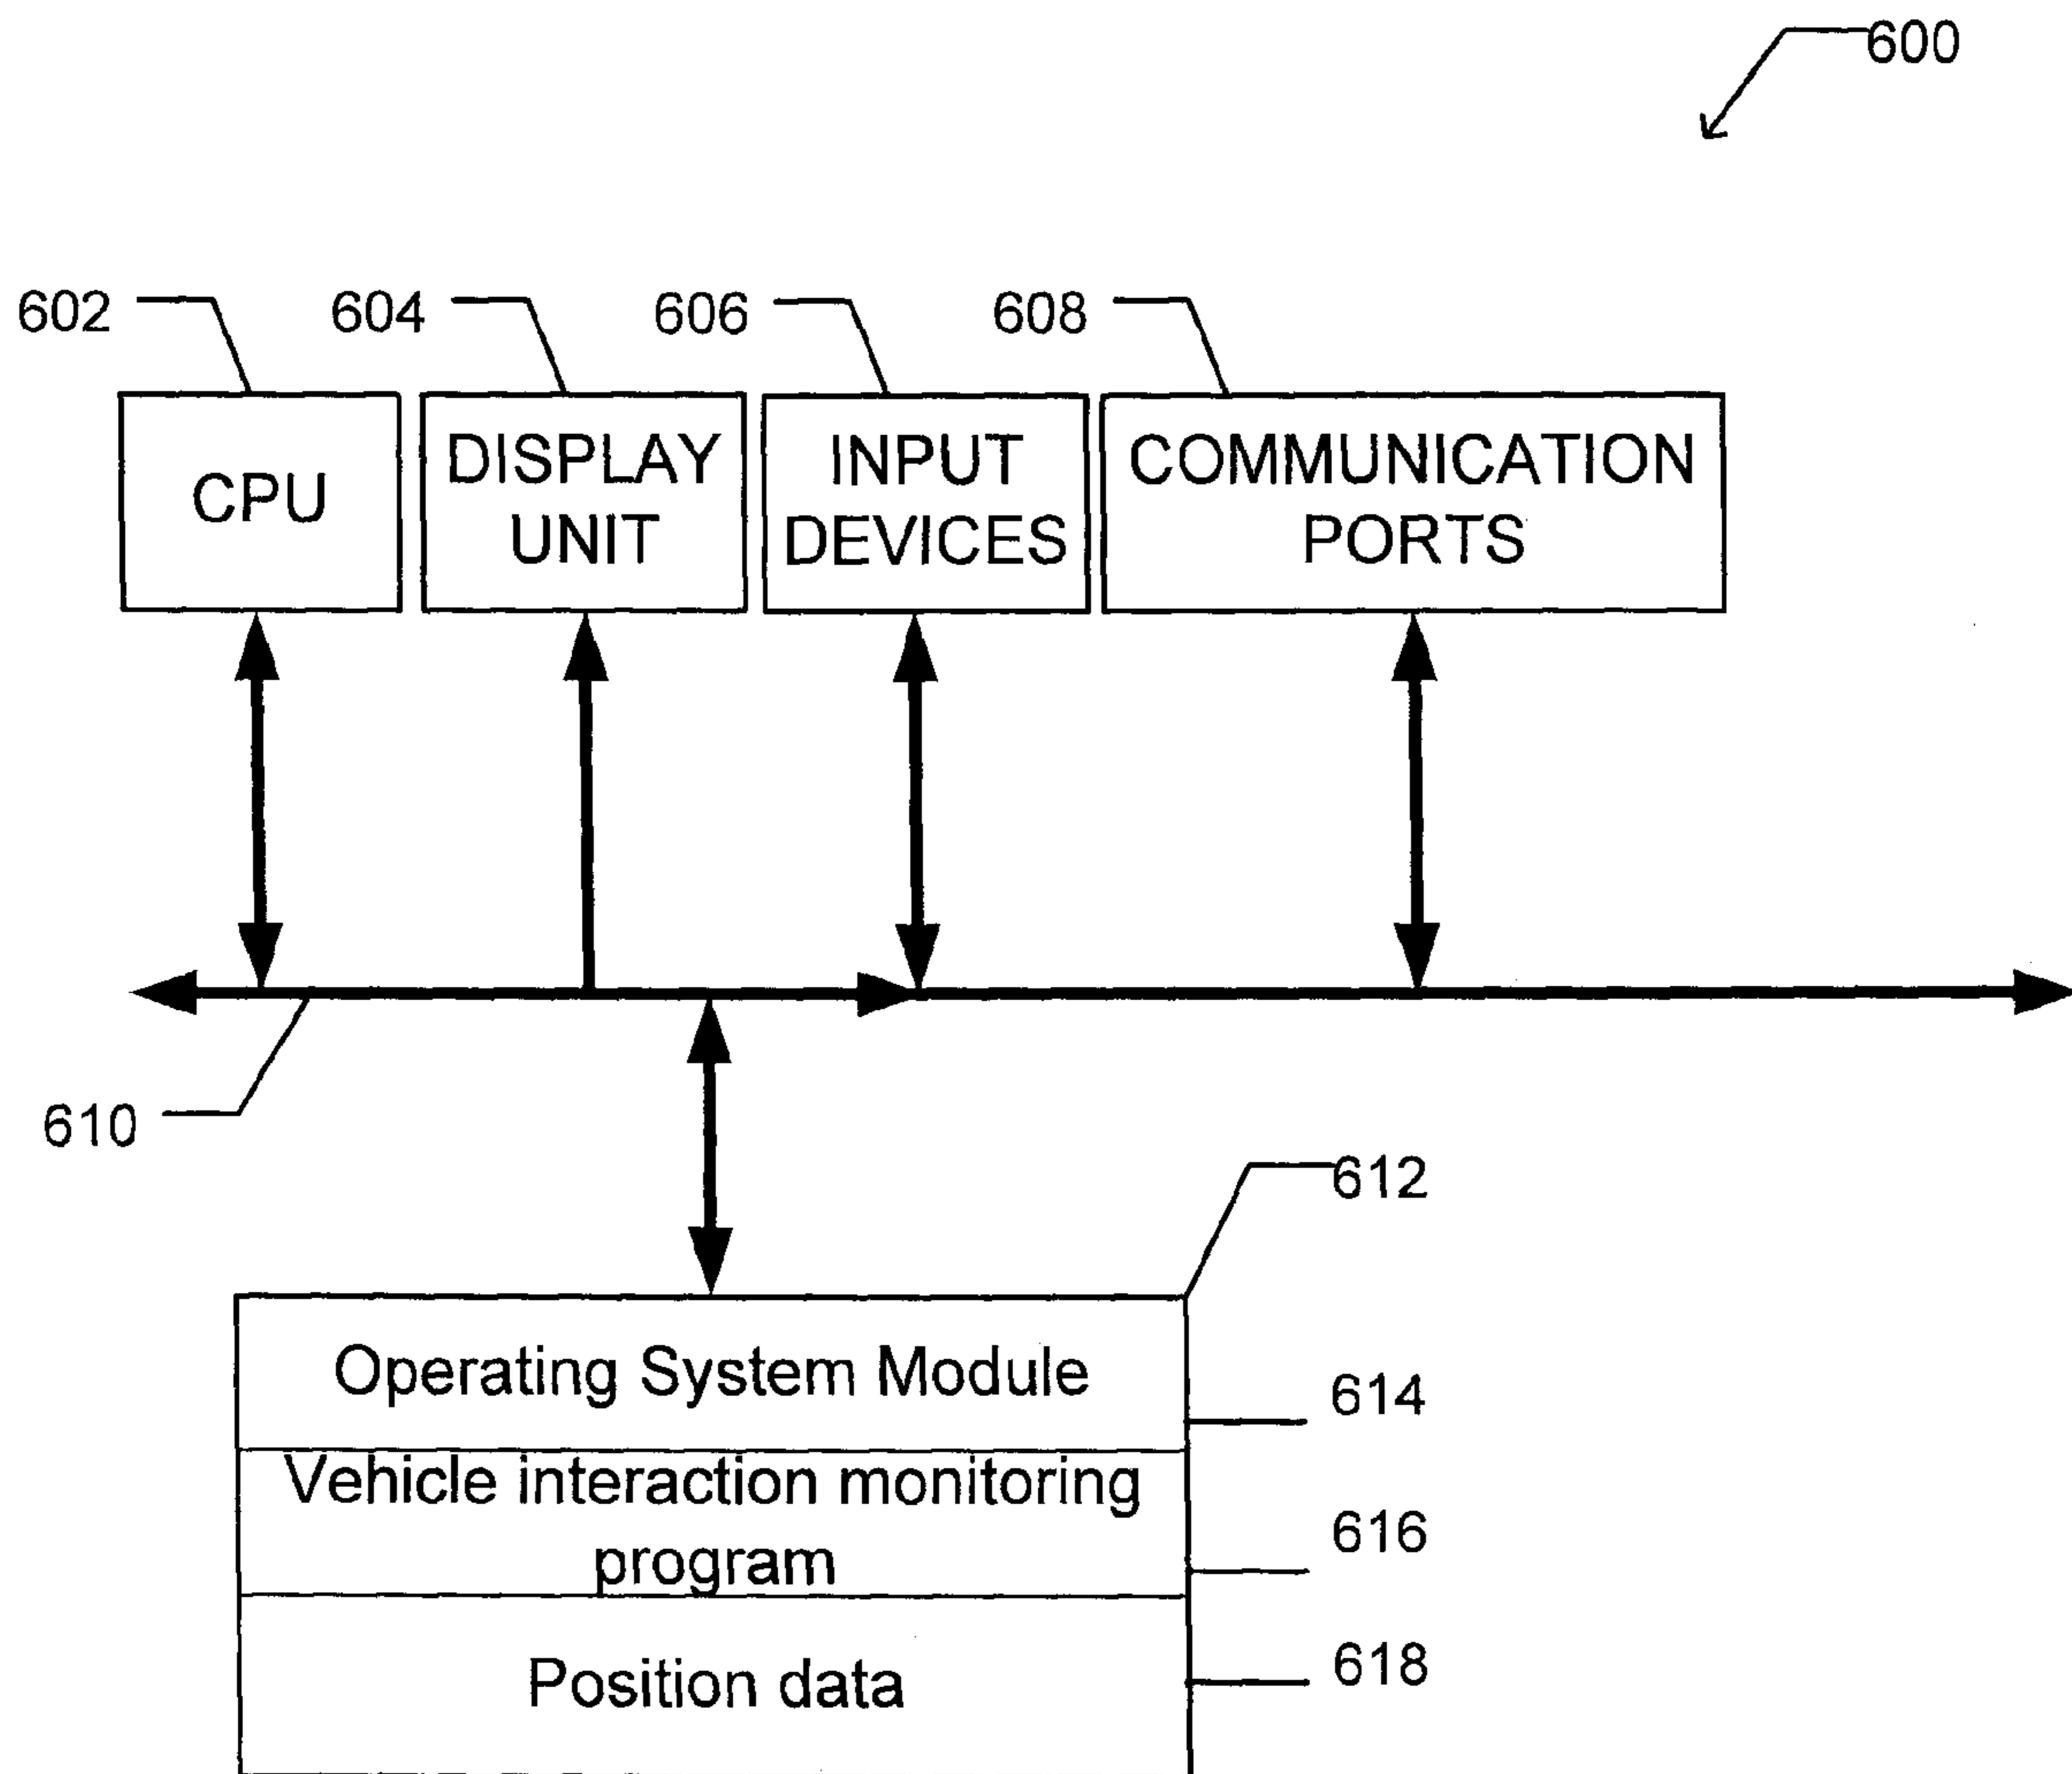 600
602
604
606
608
CPU
DISPLAY
UNIT
INPUT
DEVICES
COMMUNICATION
PORTS
610
612
Operating System Module
614
Vehicle interaction monitoring
program
616
Position data
618